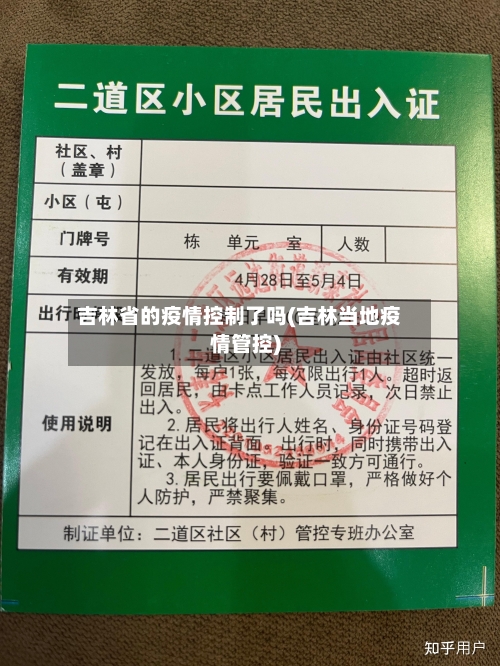 二道区小区居民出入证
社区、村
（盖章）
小区（屯）
门牌号 栋 单元 室 人数
有效期 4月28日至5月4日
出行
吉林省的疫情控制了吗(吉林当地疫
情管控)
使用说明
1.二道区小区居民出入证由社区统一
发放，每户1张，每次限出行1人。超时返
回居民，由卡点工作人员记录，次日禁止
出入。
2.居民将出行人姓名、身份证号码登
记在出入证背面。出行时，同时携带出入
证、本人身份证，验证一致方可通行。
3.居民出行要佩戴口罩，严格做好个
人防护，严禁聚集。
制证单位：二道区社区（村）管控专班办公室
知乎用户